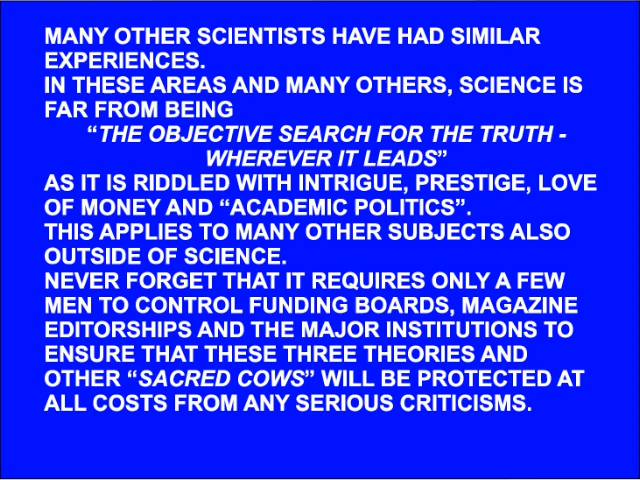 MANY OTHER SCIENTISTS HAVE HAD SIMILAR
EXPERIENCES.
IN THESE AREAS AND MANY OTHERS, SCIENCE IS
FAR FROM BEING
“THE OBJECTIVE SEARCH FOR THE TRUTH -
WHEREVER IT LEADS”
AS IT IS RIDDLED WITH INTRIGUE, PRESTIGE, LOVE
OF MONEY AND “ACADEMIC POLITICS”.
THIS APPLIES TO MANY OTHER SUBJECTS ALSO
OUTSIDE OF SCIENCE.
NEVER FORGET THAT IT REQUIRES ONLY A FEW
MEN TO CONTROL FUNDING BOARDS, MAGAZINE
EDITORSHIPS AND THE MAJOR INSTITUTIONS TO
ENSURE THAT THESE THREE THEORIES AND
OTHER “SACRED COWS” WILL BE PROTECTED AT
ALL COSTS FROM ANY SERIOUS CRITICISMS.